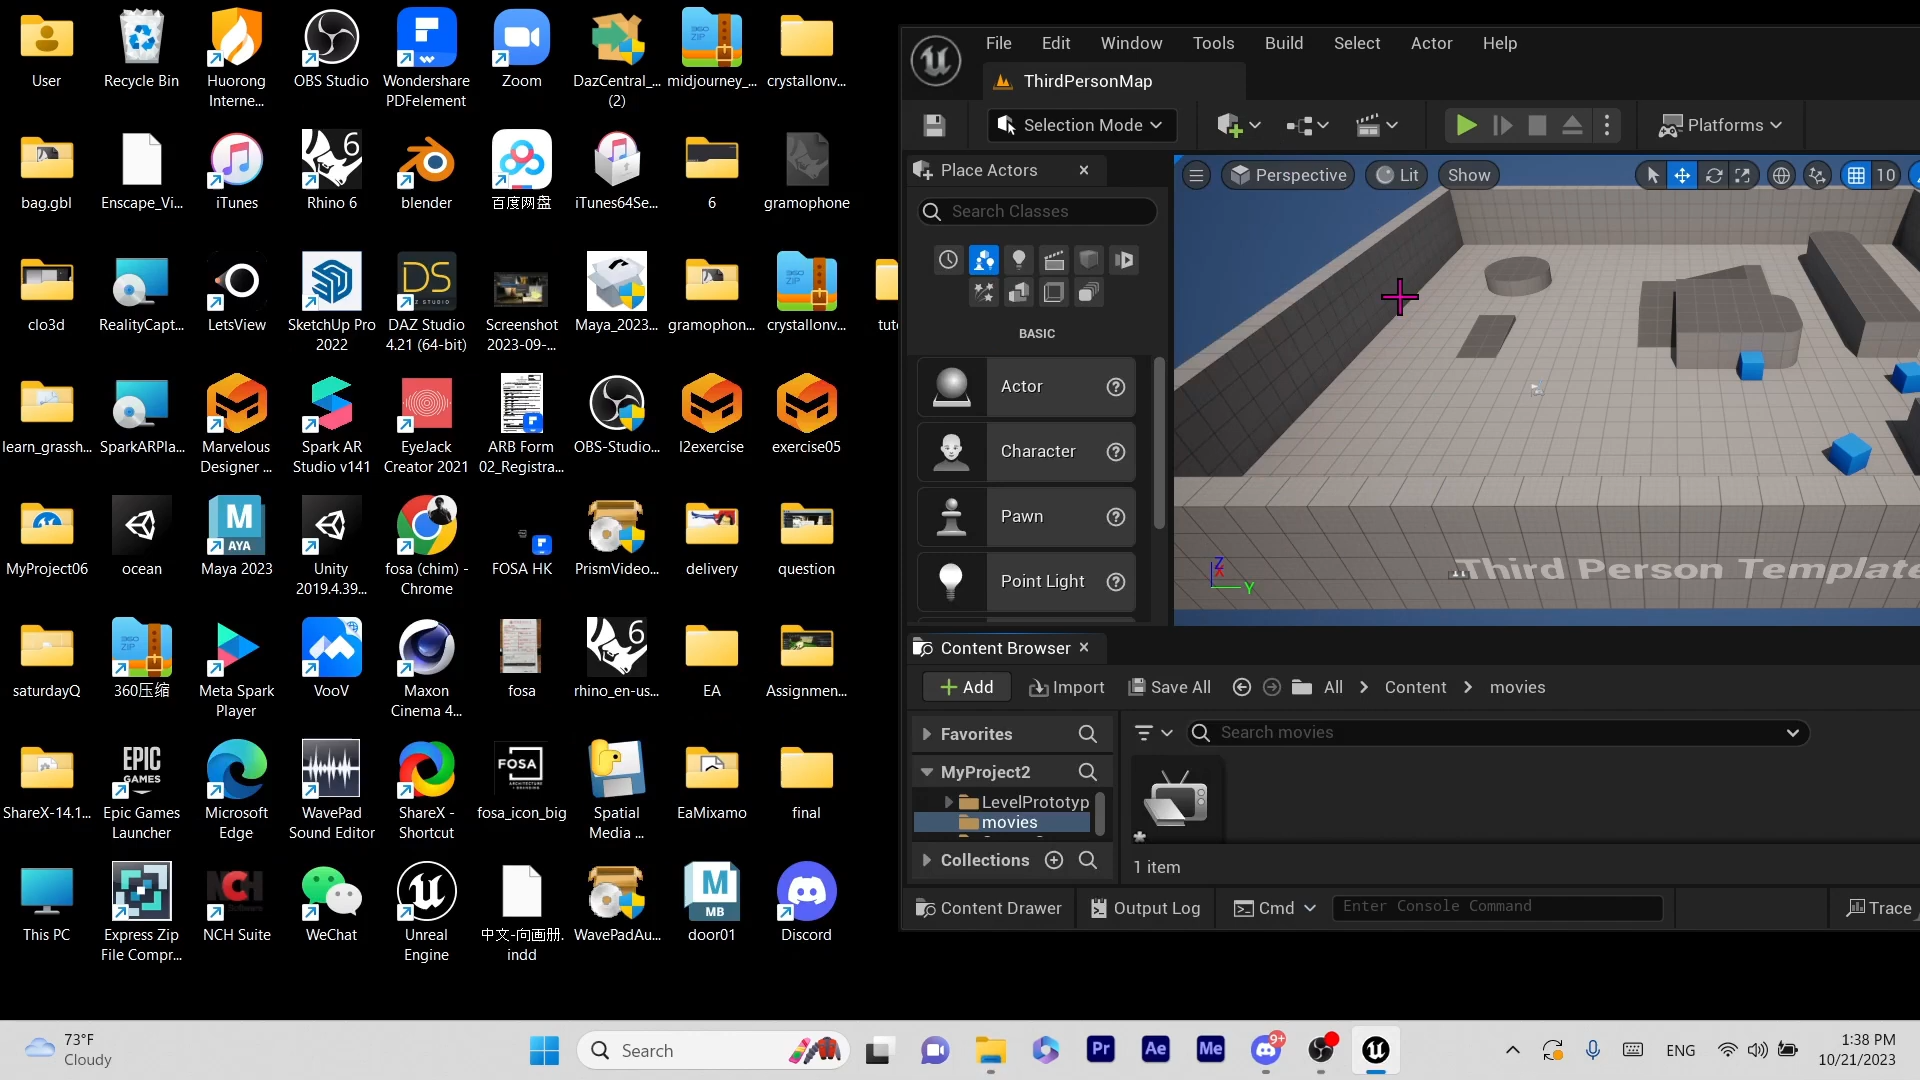 User
Recycle Bin
Huorong
Interne...
OBS Studio
Wondershare
PDFelement
Zoom
DazCentral_...
(2)
midjourney_...
crystallonv...
bag.gbl
Enscape_Vi...
iTunes
Rhino 6
blender
百度网盘
iTunes64Se...
6
gramophone
clo3d
RealityCapt...
LetsView
SketchUp Pro
2022
DAZ Studio
4.21 (64-bit)
Screenshot
2023-09-...
Maya_2023...
gramophon...
crystallonv...
tut
learn_grassh...
SparkARPla...
Marvelous
Designer ...
Spark AR
Studio v141
EyeJack
Creator 2021
ARB Form
02_Registra...
OBS-Studio...
l2exercise
exercise05
MyProject06
ocean
Maya 2023
Unity
2019.4.39...
fosa (chim) -
Chrome
FOSA HK
PrismVideo...
delivery
question
saturdayQ
360压缩
Meta Spark
Player
VooV
Maxon
Cinema 4...
fosa
rhino_en-us...
EA
Assignmen...
ShareX-14.1...
Epic Games
Launcher
Microsoft
Edge
WavePad
Sound Editor
ShareX -
Shortcut
fosa_icon_big
Spatial
Media ...
EaMixamo
final
This PC
Express Zip
File Compr...
NCH Suite
WeChat
Unreal
Engine
中文-向画册.
indd
WavePadAu...
door01
Discord
File Edit Window Tools Build Select Actor Help
ThirdPersonMap
Selection Mode
Platforms
Place Actors
Perspective
Lit
Show
10
Search Classes
BASIC
Actor
Character
Pawn
Point Light
Third Person Template
Z
X
Y
Content Browser
Add
Import
Save All
All
Content
movies
Favorites
Search movies
MyProject2
LevelPrototyp
movies
Collections
1 item
Content Drawer
Output Log
Cmd
Enter Console Command
Trace
73°F
Cloudy
Search
Pr
Ae
Me
9+
ENG
1:38 PM
10/21/2023